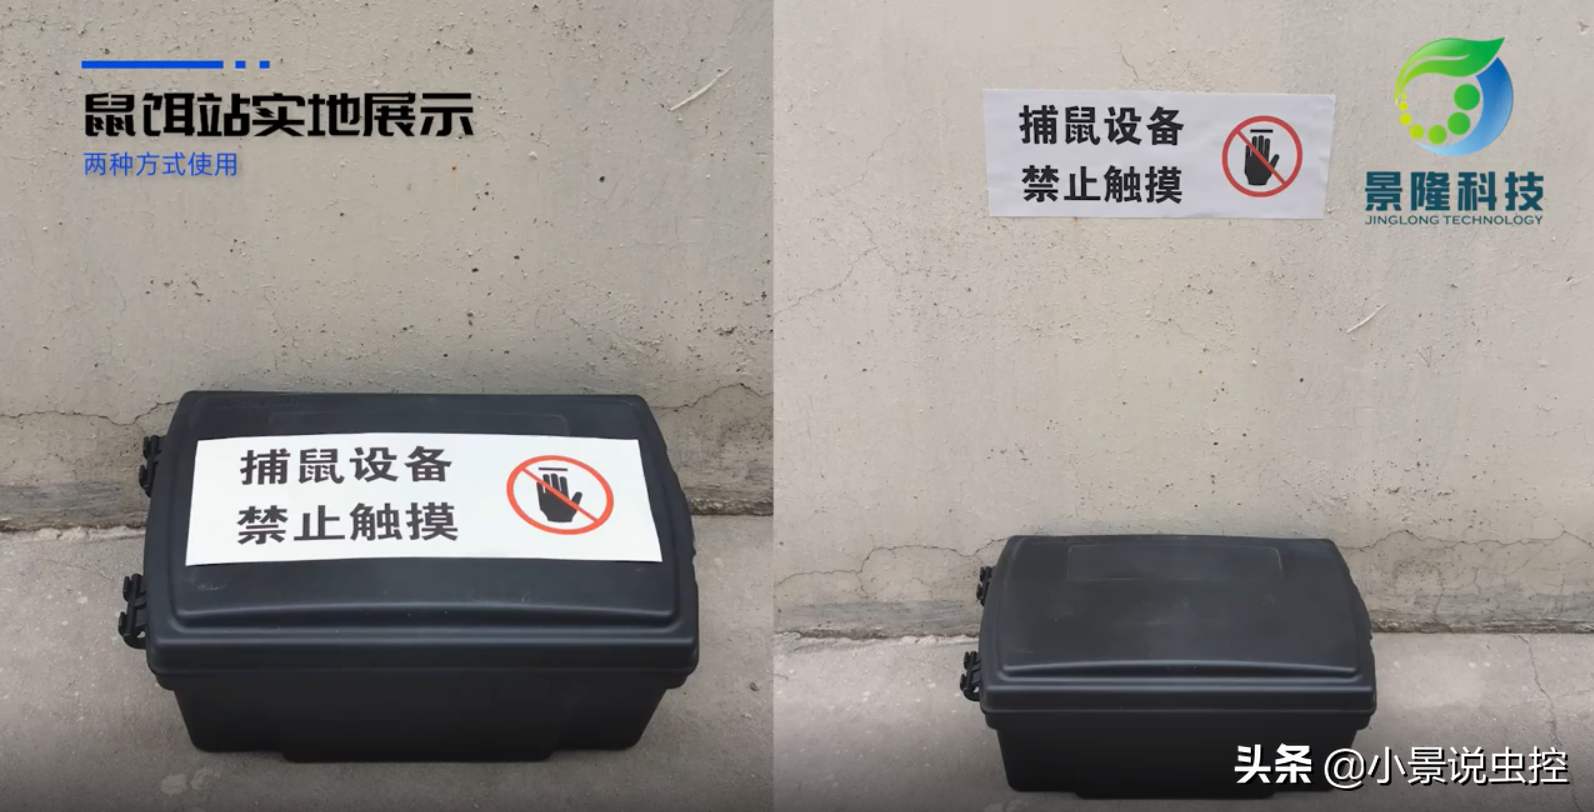 鼠饵站实地展示
两种方式使用
捕鼠设备
禁止触摸
捕鼠设备
禁止触摸
景隆科技
JINGLONG TECHNOLOGY
头条 @小景说虫控